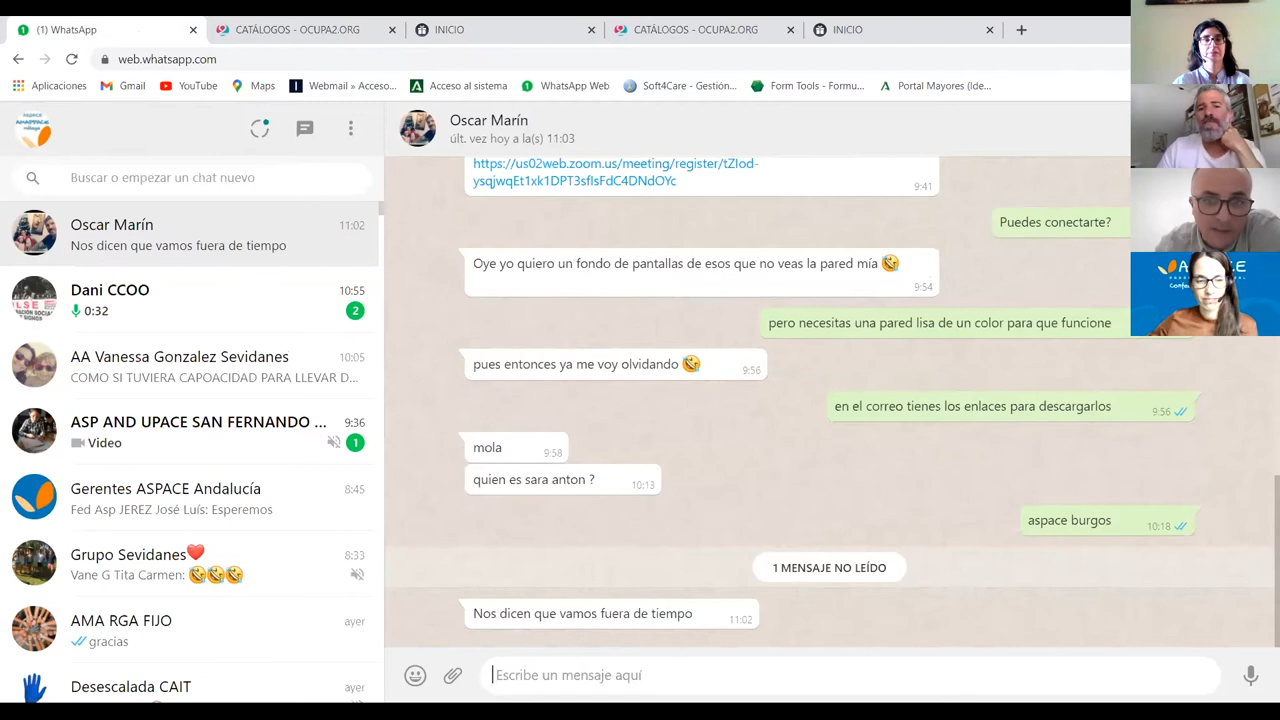 (1) WhatsApp
CATÁLOGOS - OCUPA2.ORG
INICIO
CATÁLOGOS - OCUPA2.ORG
INICIO
web.whatsapp.com
Aplicaciones
Gmail
YouTube
Maps
Webmail » Acceso...
Acceso al sistema
WhatsApp Web
Soft4Care - Gestión...
Form Tools - Formu...
Portal Mayores (Ide...
Buscar o empezar un chat nuevo
Oscar Marín 11:02
Nos dicen que vamos fuera de tiempo
Dani CCOO 10:55
0:32 2
AA Vanessa Gonzalez Sevidanes 10:05
COMO SI TUVIERA CAPOACIDAD PARA LLEVAR D...
ASP AND UPACE SAN FERNANDO ... 9:36
Video 1
Gerentes ASPACE Andalucía 8:45
Fed Asp JEREZ José Luís: Esperemos
Grupo Sevidanes❤️ 8:33
Vane G Tita Carmen: 🤣🤣🤣
AMA RGA FIJO ayer
gracias
Desescalada CAIT ayer
Oscar Marín
últ. vez hoy a la(s) 11:03
https://us02web.zoom.us/meeting/register/tZIod-
ysqjwqEt1xk1DPT3sfIsFdC4DNdOYc
9:41
Puedes conectarte?
Oye yo quiero un fondo de pantallas de esos que no veas la pared mía 🤣
9:54
pero necesitas una pared lisa de un color para que funcione
pues entonces ya me voy olvidando 🤣 9:56
en el correo tienes los enlaces para descargarlos 9:56
mola 9:58
quien es sara anton ? 10:13
aspace burgos 10:18
1 MENSAJE NO LEÍDO
Nos dicen que vamos fuera de tiempo 11:02
Escribe un mensaje aquí